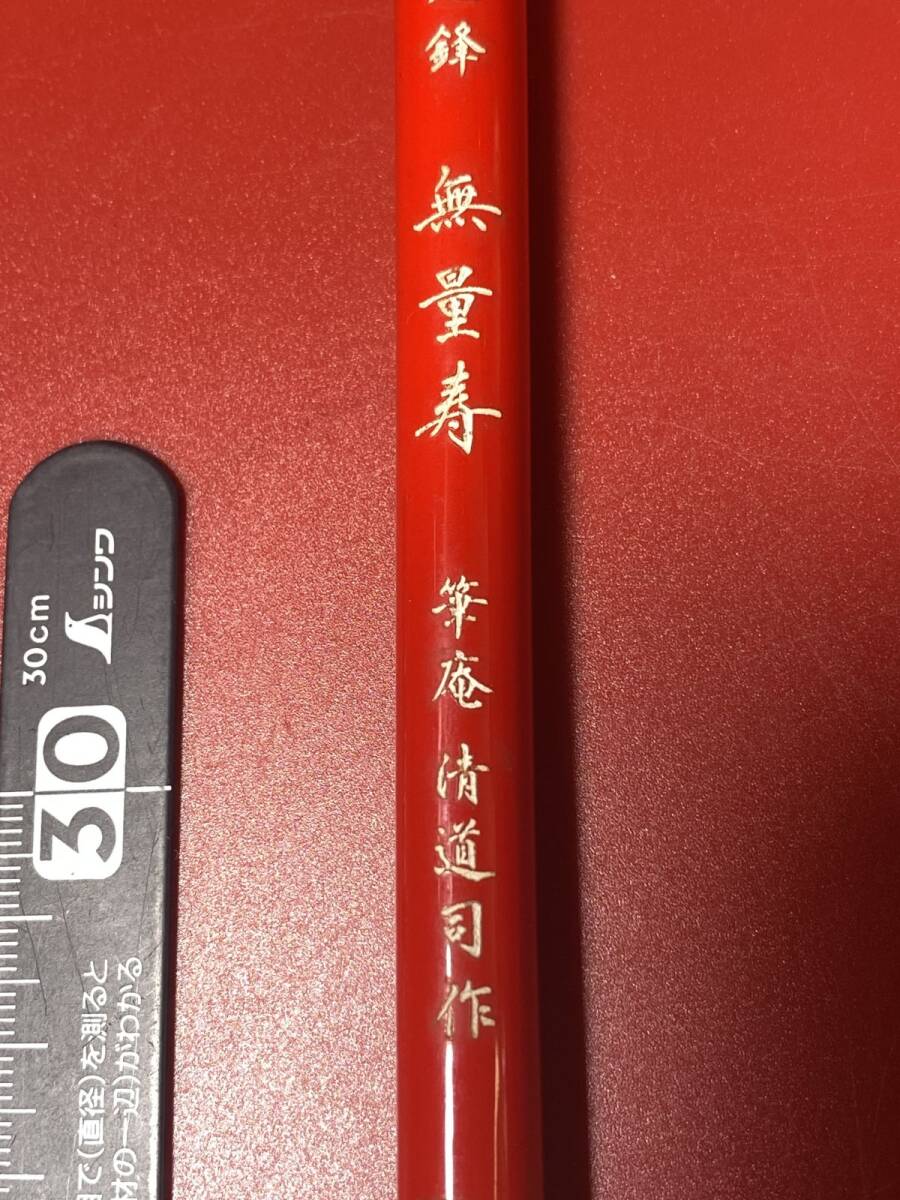 鋒 無量寿 筆庵 清道司作
シンワ
30cm
30
で(直径)を測ると
材の一辺)がわかる